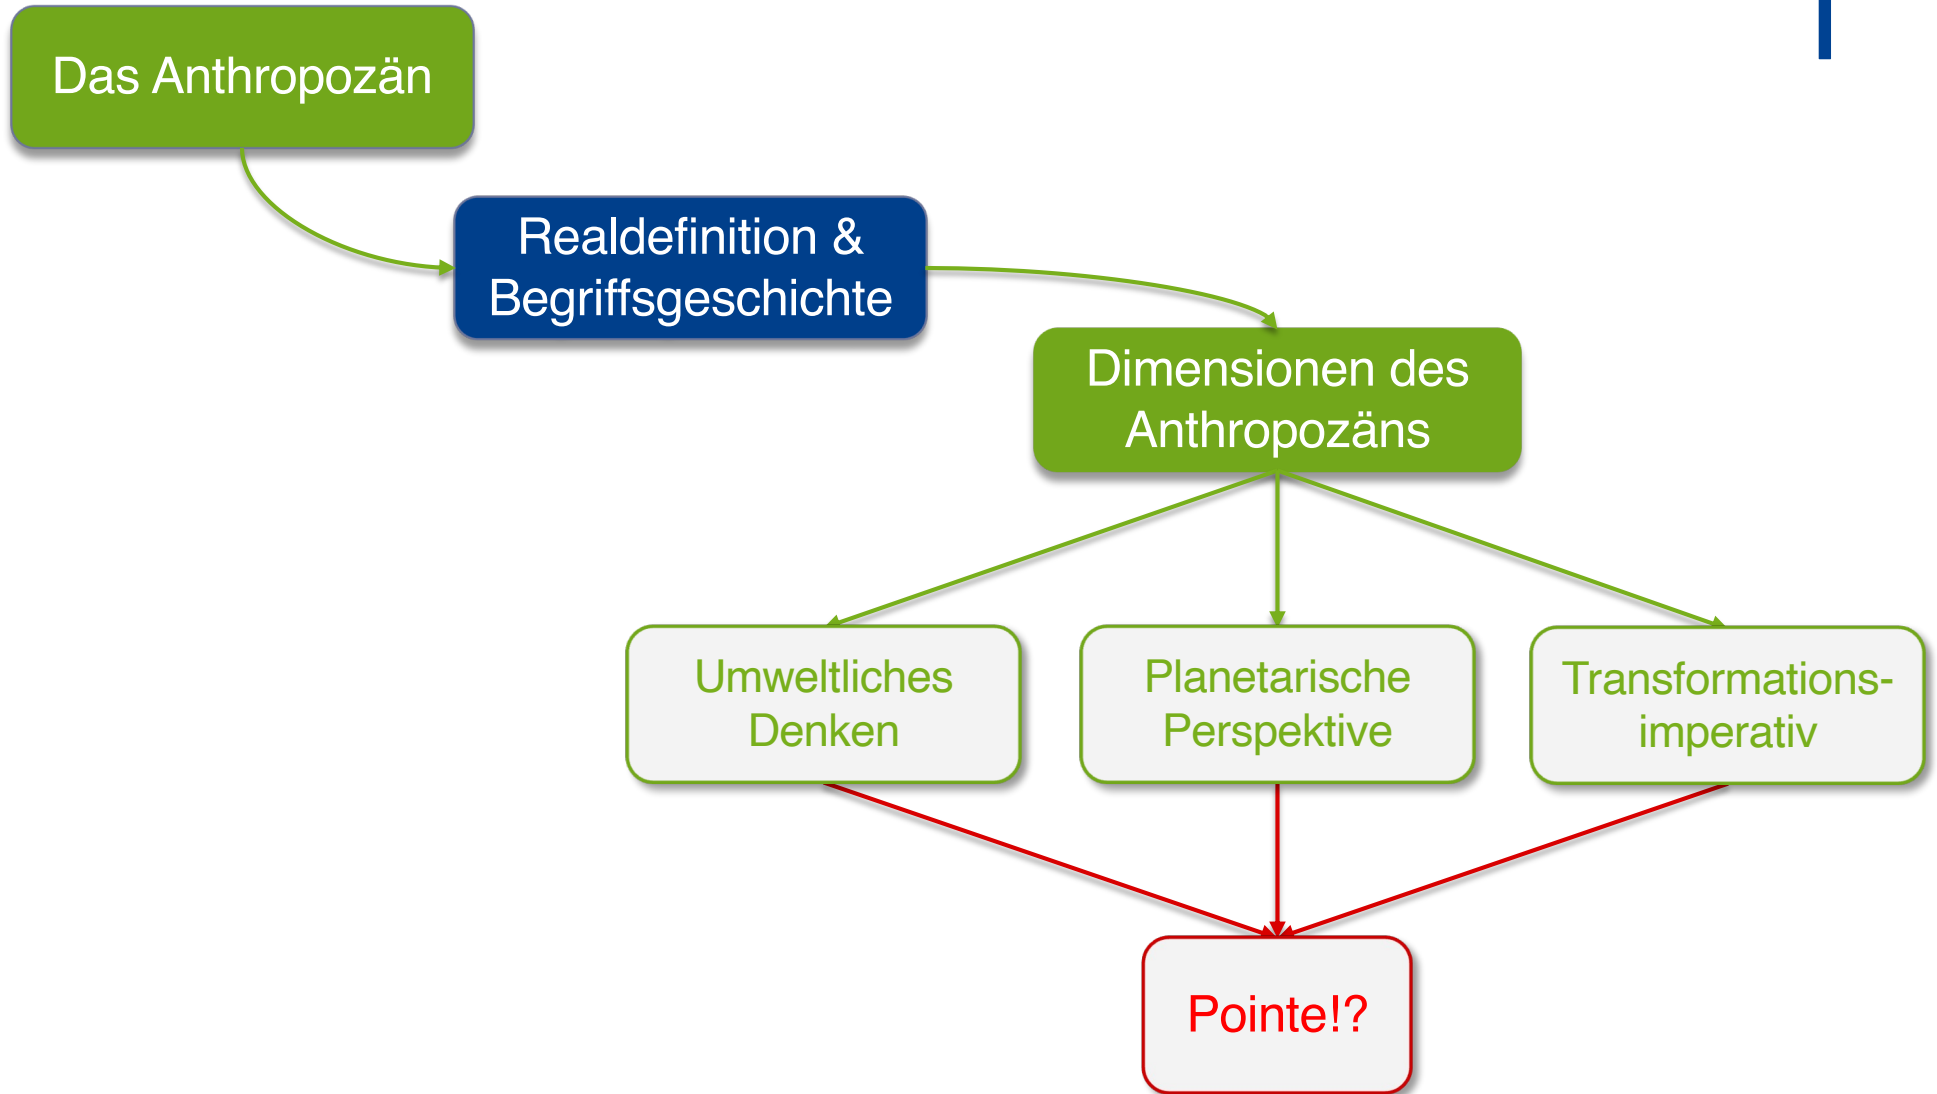 Das Anthropozän
Realdefinition &
Begriffsgeschichte
Dimensionen des
Anthropozäns
Umweltliches
Denken
Planetarische
Perspektive
Transformations-
imperativ
Pointe!?